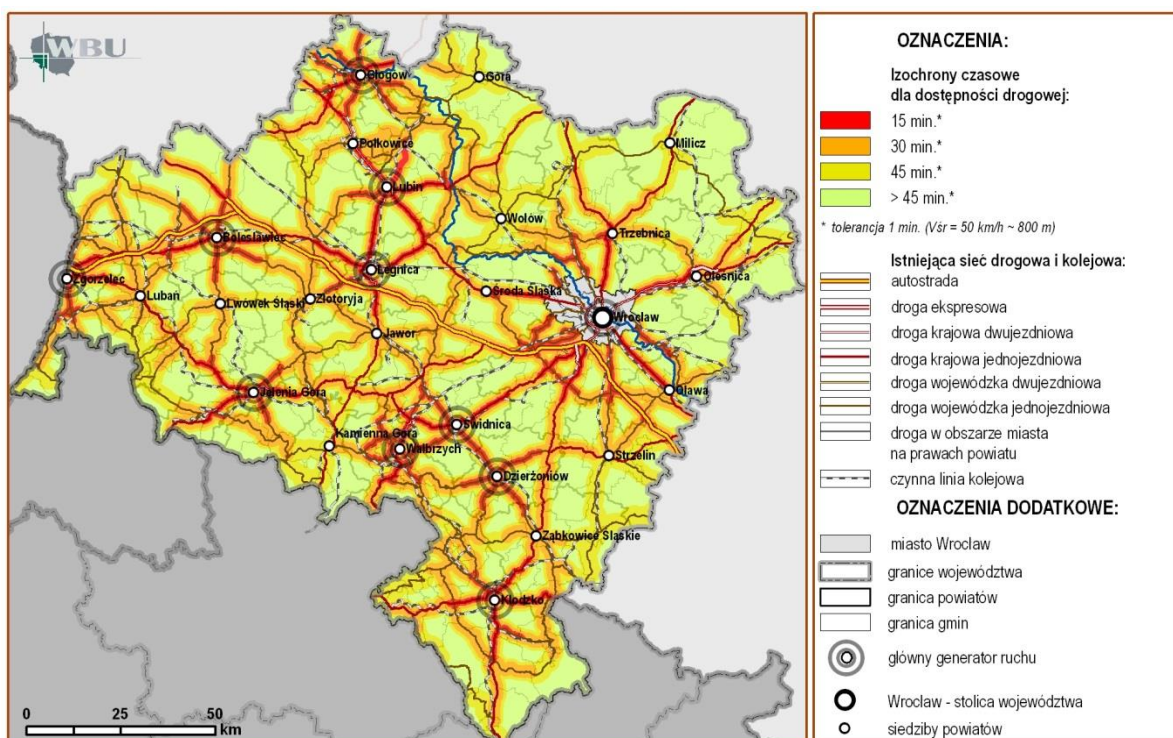 WBU
Głogów
Góra
Polkowice
Milicz
Lubin
Wołów
Trzebnica
Bolesławiec
Legnica
Oleśnica
Zgorzelec
Lubań
Lwówek Śląski
Złotoryja
Środa Śląska
Wrocław
Jawor
Jelenia Góra
Oława
Kamienna Góra
Świdnica
Wałbrzych
Strzelin
Dzierżoniów
Ząbkowice Śląskie
Kłodzko
0 25 50
km
OZNACZENIA:
Izochrony czasowe
dla dostępności drogowej:
15 min.*
30 min.*
45 min.*
> 45 min.*
* tolerancja 1 min. (Vśr = 50 km/h ~ 800 m)
Istniejąca sieć drogowa i kolejowa:
autostrada
droga ekspresowa
droga krajowa dwujezdniowa
droga krajowa jednojezdniowa
droga wojewódzka dwujezdniowa
droga wojewódzka jednojezdniowa
droga w obszarze miasta
na prawach powiatu
czynna linia kolejowa
OZNACZENIA DODATKOWE:
miasto Wrocław
granice województwa
granica powiatów
granica gmin
główny generator ruchu
Wrocław - stolica województwa
siedziby powiatów